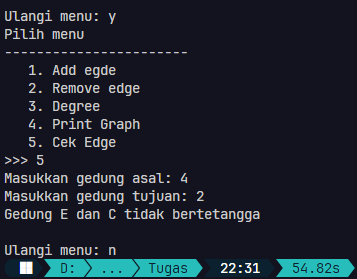 Ulangi menu: y
Pilih menu
-----------------------
1. Add egde
2. Remove edge
3. Degree
4. Print Graph
5. Cek Edge
>>> 5
Masukkan gedung asal: 4
Masukkan gedung tujuan: 2
Gedung E dan C tidak bertetangga
Ulangi menu: n
D: ... Tugas 22:31 54.82s